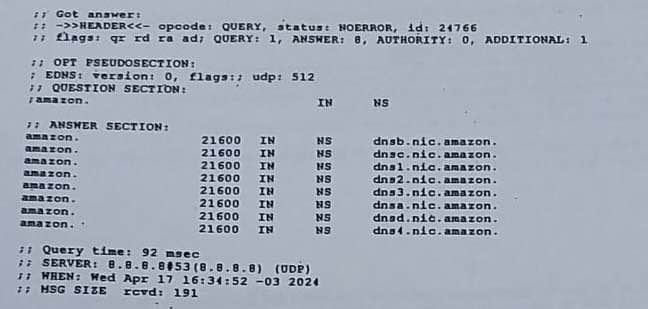 ;; Got answer:
;; ->>HEADER<<- opcode: QUERY, status: NOERROR, id: 24766
;; flags: qr rd ra ad; QUERY: 1, ANSWER: 8, AUTHORITY: 0, ADDITIONAL: 1
;; OPT PSEUDOSECTION:
; EDNS: version: 0, flags:; udp: 512
;; QUESTION SECTION:
;amazon. IN NS
;; ANSWER SECTION:
amazon. 21600 IN NS dnsb.nic.amazon.
amazon. 21600 IN NS dnsc.nic.amazon.
amazon. 21600 IN NS dns1.nic.amazon.
amazon. 21600 IN NS dns2.nic.amazon.
amazon. 21600 IN NS dns3.nic.amazon.
amazon. 21600 IN NS dnsa.nic.amazon.
amazon. 21600 IN NS dnsd.nic.amazon.
amazon. 21600 IN NS dns4.nic.amazon.
;; Query time: 92 msec
;; SERVER: 8.8.8.8#53(8.8.8.8) (UDP)
;; WHEN: Wed Apr 17 16:34:52 -03 2024
;; MSG SIZE rcvd: 191